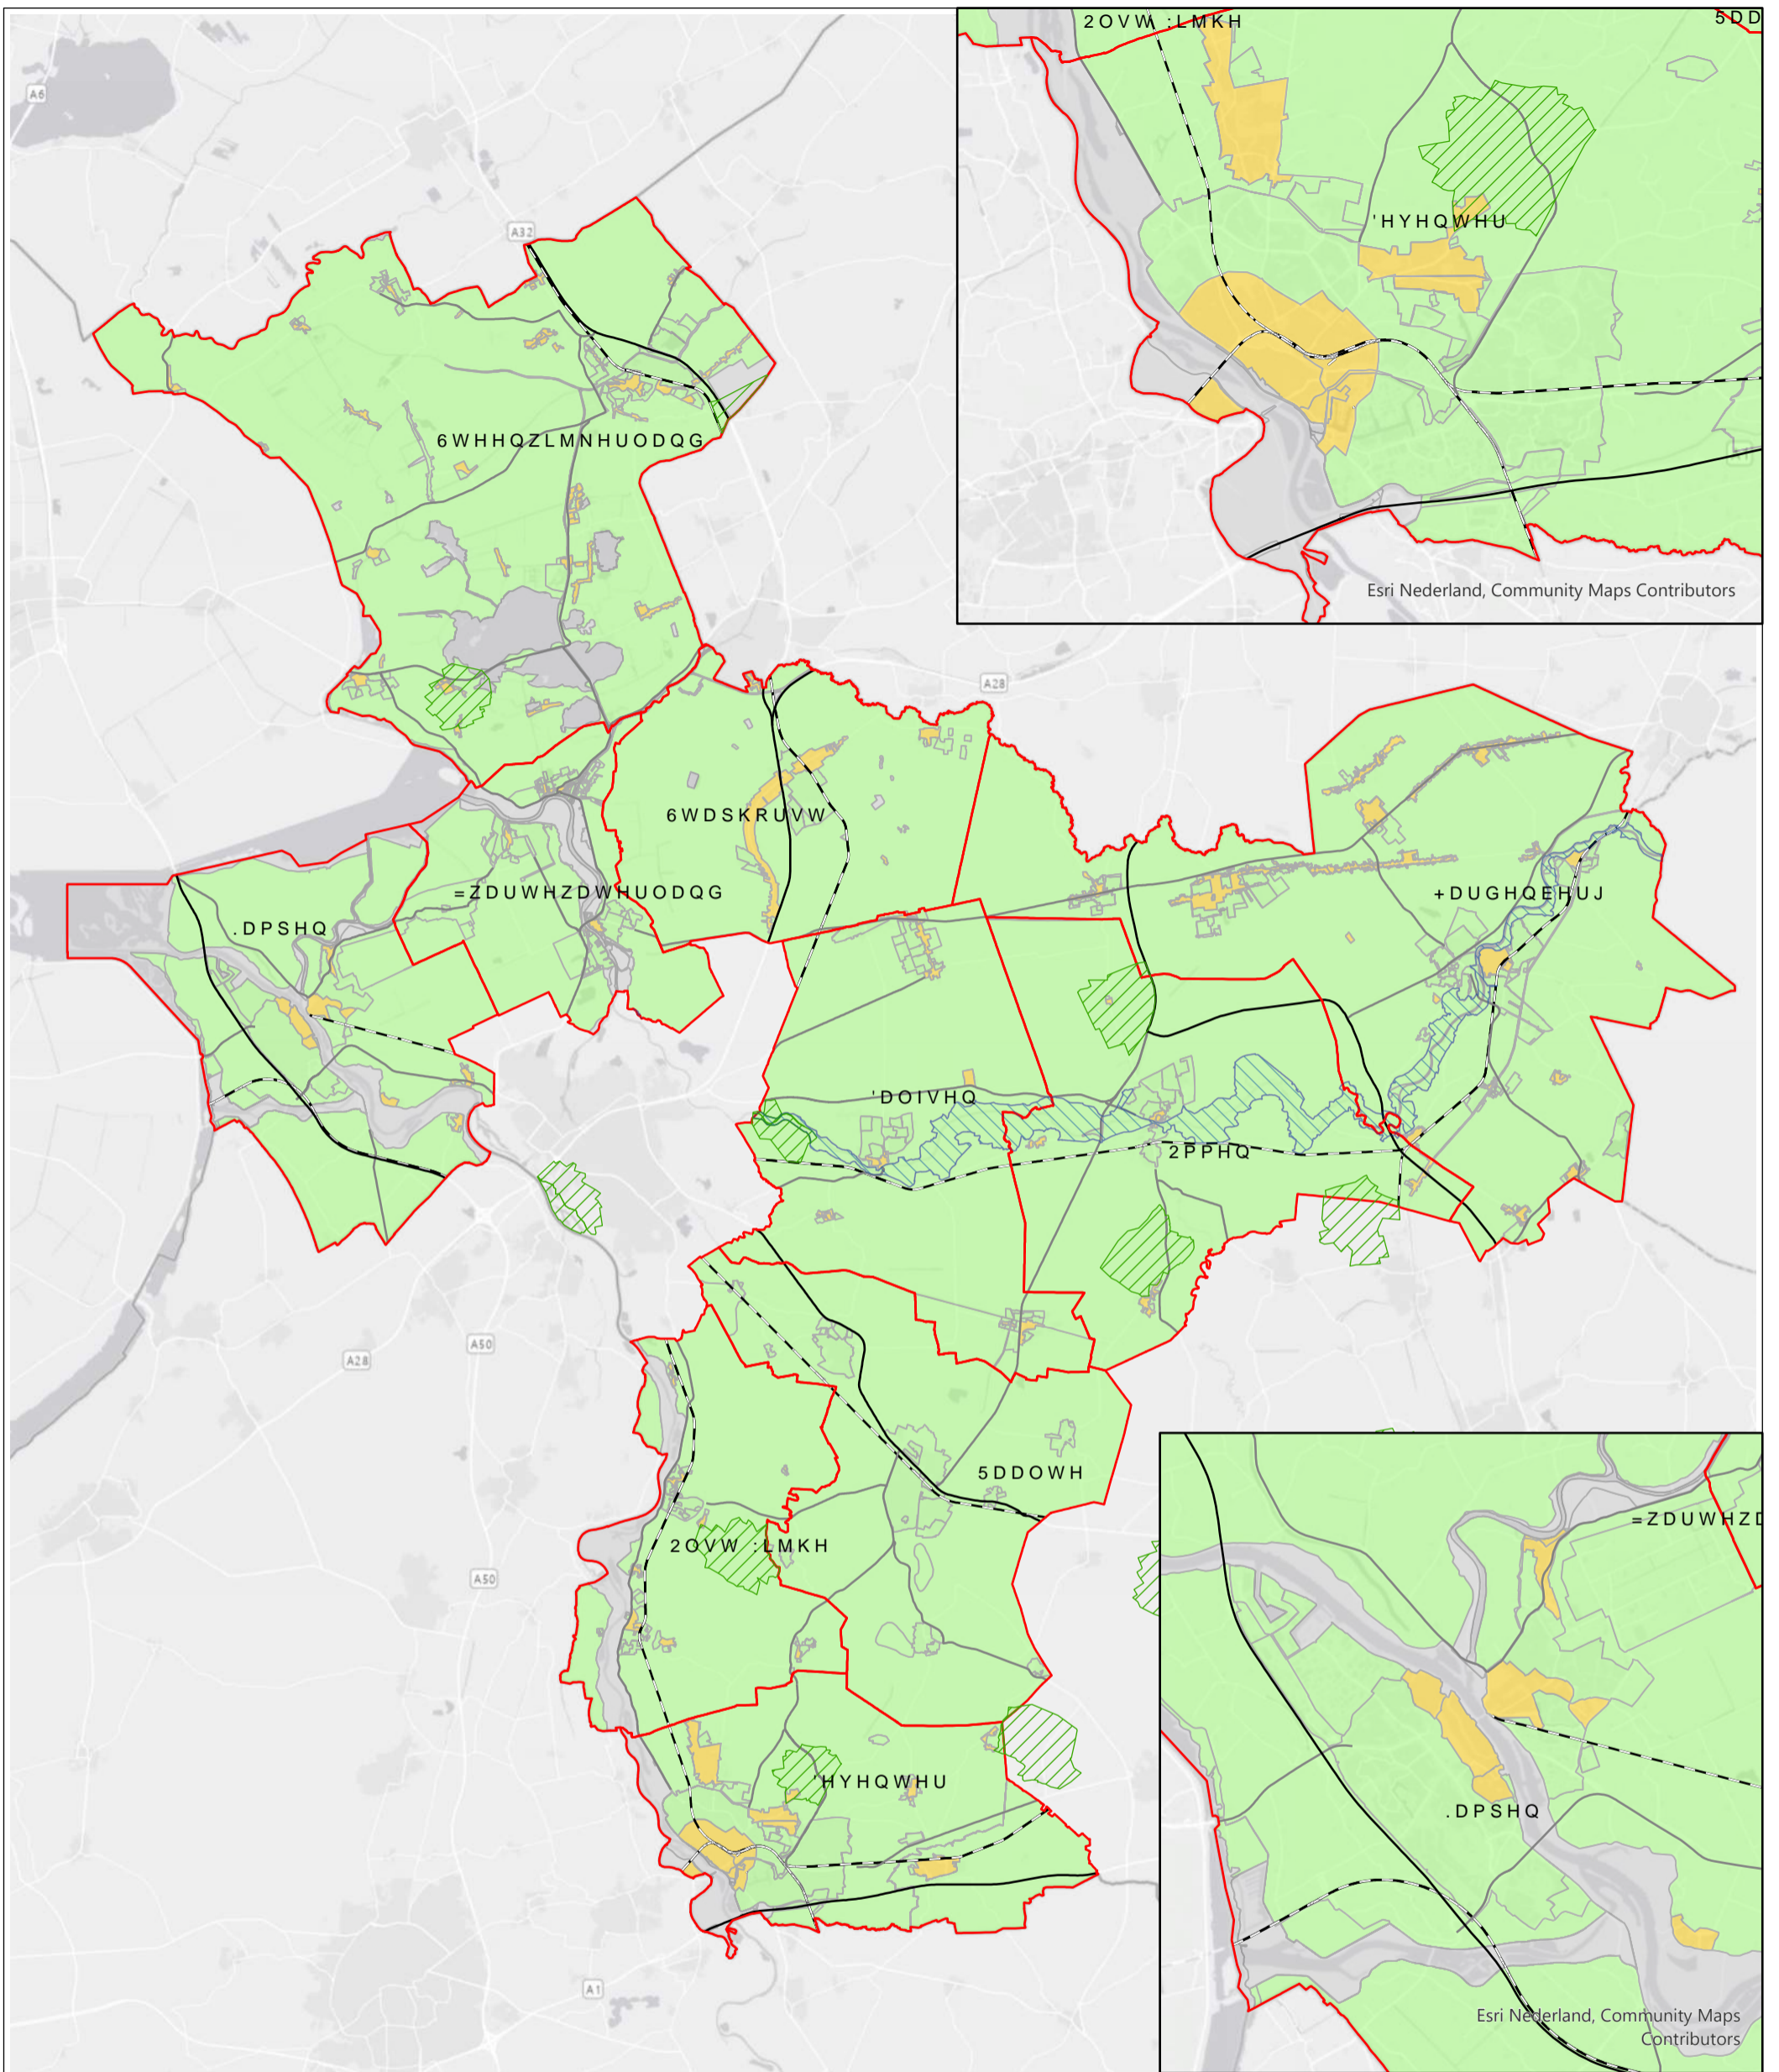 2OVW :LMKH
5DD
A6
'HYHQWHU
A32
6WHHQZLMNHUODQG
Esri Nederland, Community Maps Contributors
A28
6WDSKRUVW
=ZDUWHZDWHUODQG
+DUGHQEHUJ
.DPSHQ
'DOIVHQ
2PPHQ
A50
A28
5DDOWH
=ZDUWHZD
2OVW :LMKH
A50
'HYHQWHU
.DPSHQ
A1
Esri Nederland, Community Maps
Contributors